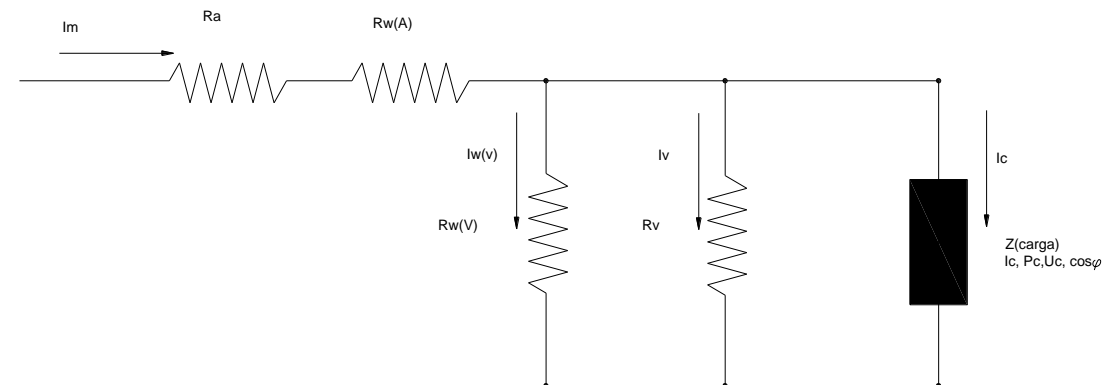 Im
Ra
Rw(A)
Iw(v)
Iv
Ic
Rw(V)
Rv
Z(carga)
Ic, Pc,Uc, cosφ